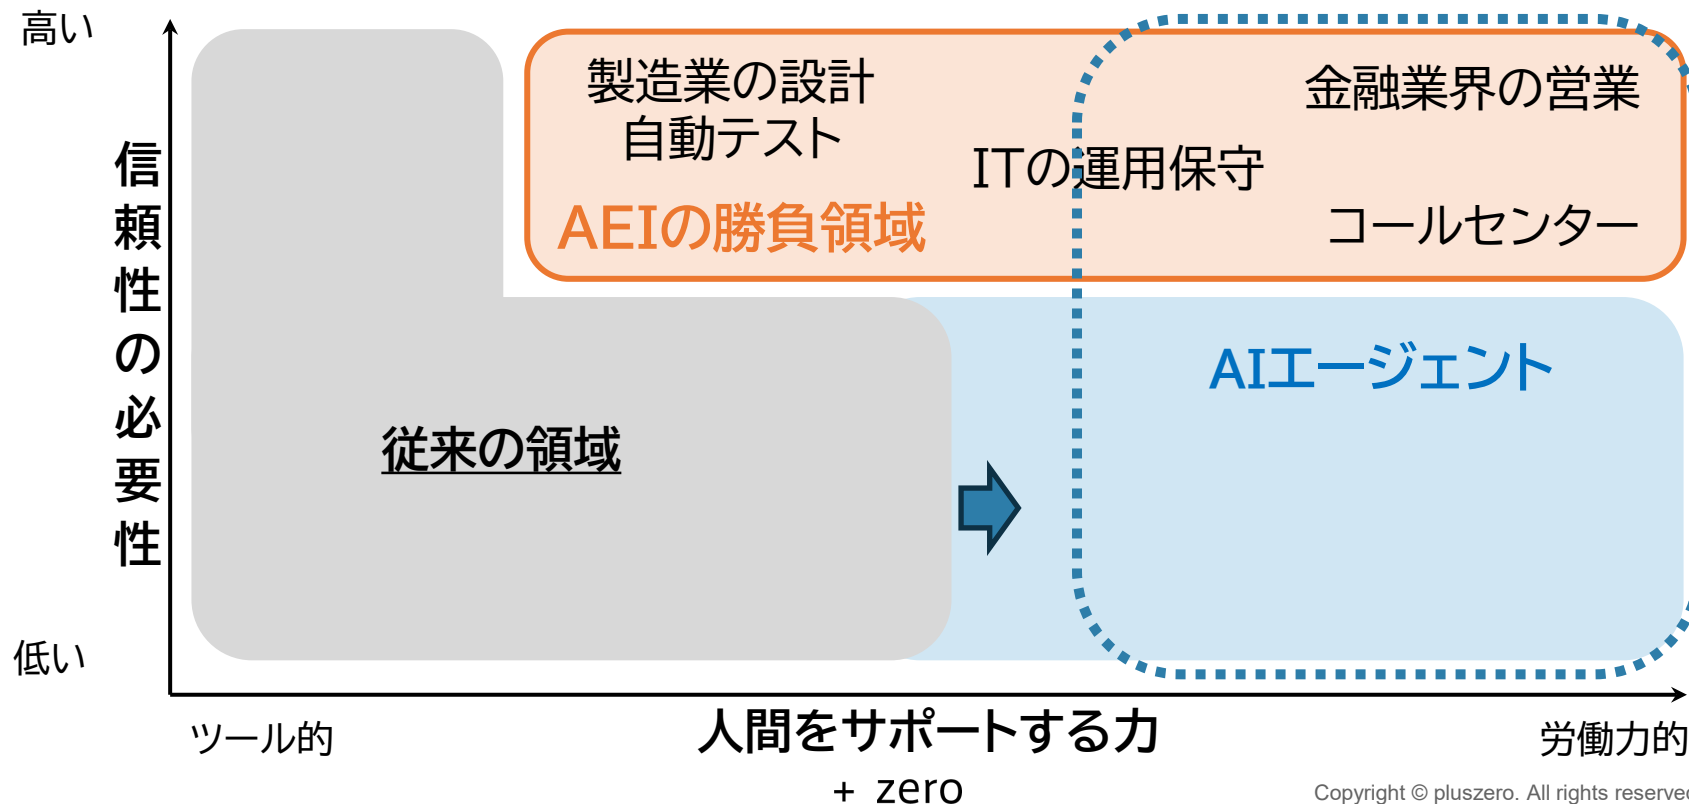 高い
製造業の設計
自動テスト
金融業界の営業
ITの運用保守
AEIの勝負領域
コールセンター
信頼性の必要性
AIエージェント
従来の領域
低い
ツール的
人間をサポートする力
労働力的
+ zero
Copyright © pluszero. All rights reserved